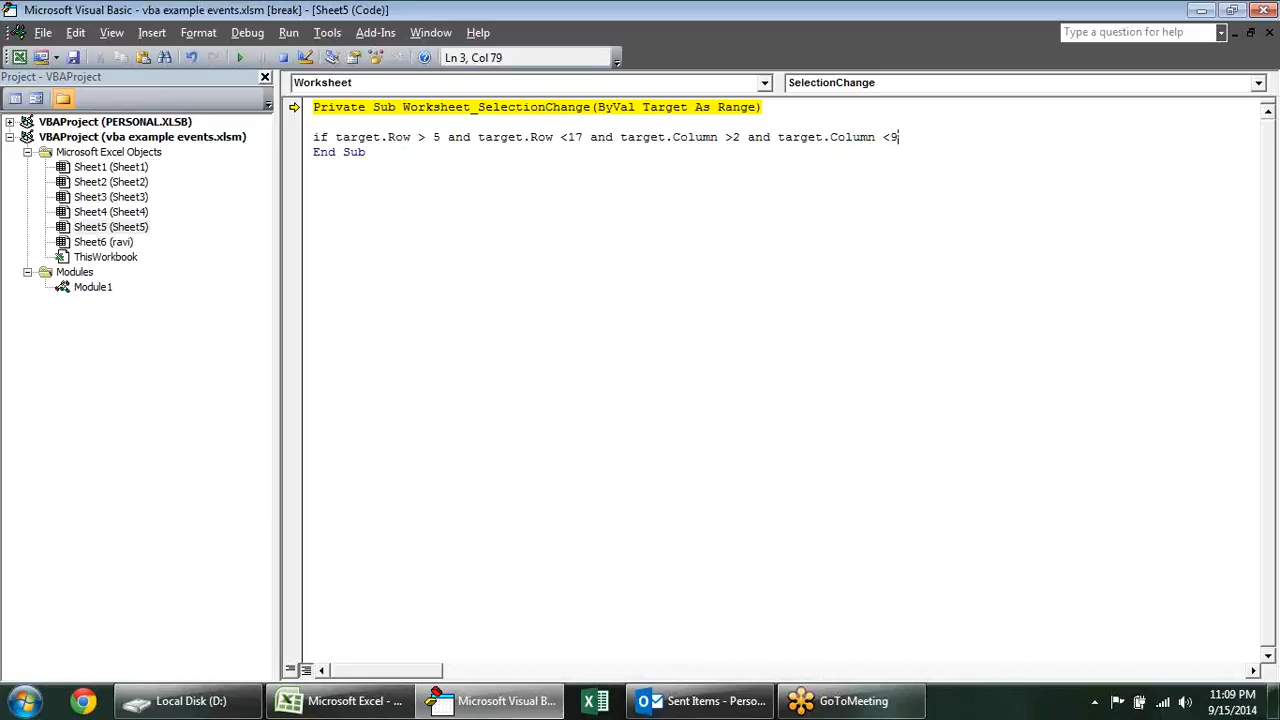 Microsoft Visual Basic - vba example events.xlsm [break] - [Sheet5 (Code)]
File Edit View Insert Format Debug Run Tools Add-Ins Window Help
Type a question for help
Ln 3, Col 79
Project - VBAProject
Worksheet
SelectionChange
VBAProject (PERSONAL.XLSB)
VBAProject (vba example events.xlsm)
Microsoft Excel Objects
Sheet1 (Sheet1)
Sheet2 (Sheet2)
Sheet3 (Sheet3)
Sheet4 (Sheet4)
Sheet5 (Sheet5)
Sheet6 (ravi)
ThisWorkbook
Modules
Module1
Private Sub Worksheet_SelectionChange(ByVal Target As Range)
if target.Row > 5 and target.Row <17 and target.Column >2 and target.Column <9
End Sub
Local Disk (D:)
Microsoft Excel - ...
Microsoft Visual B...
Sent Items - Perso...
GoToMeeting
11:09 PM
9/15/2014